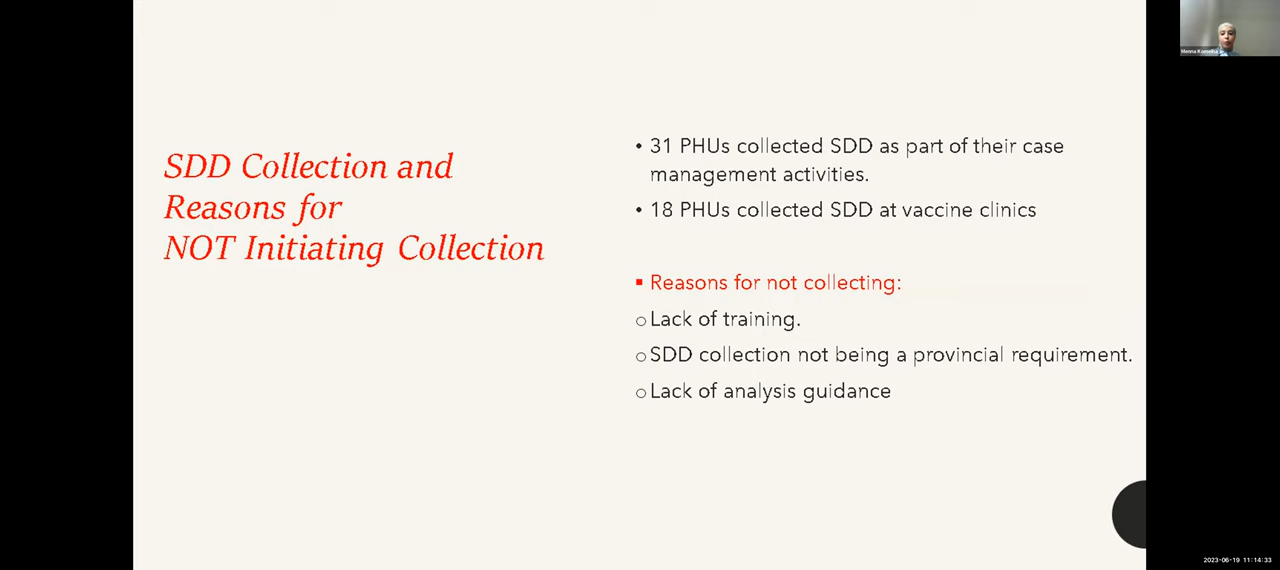 SDD Collection and
Reasons for
NOT Initiating Collection
• 31 PHUs collected SDD as part of their case
management activities.
• 18 PHUs collected SDD at vaccine clinics
▪ Reasons for not collecting:
○ Lack of training.
○ SDD collection not being a provincial requirement.
○ Lack of analysis guidance
Menna Komeiha
2023-06-19 11:14:33